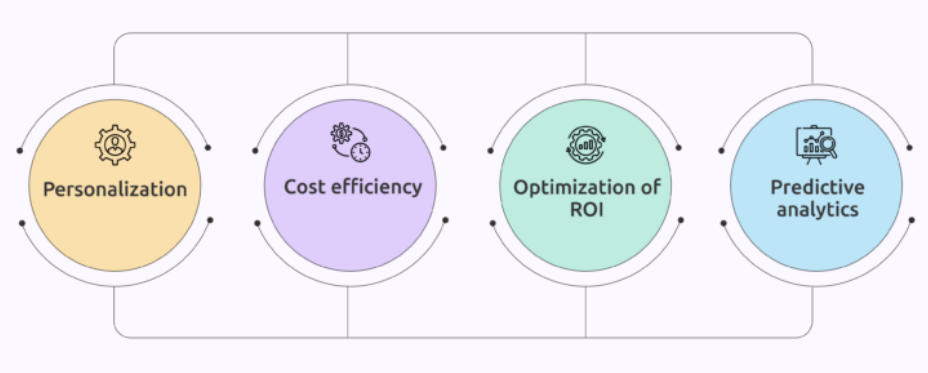 Personalization
Cost efficiency
Optimization of
ROI
Predictive
analytics